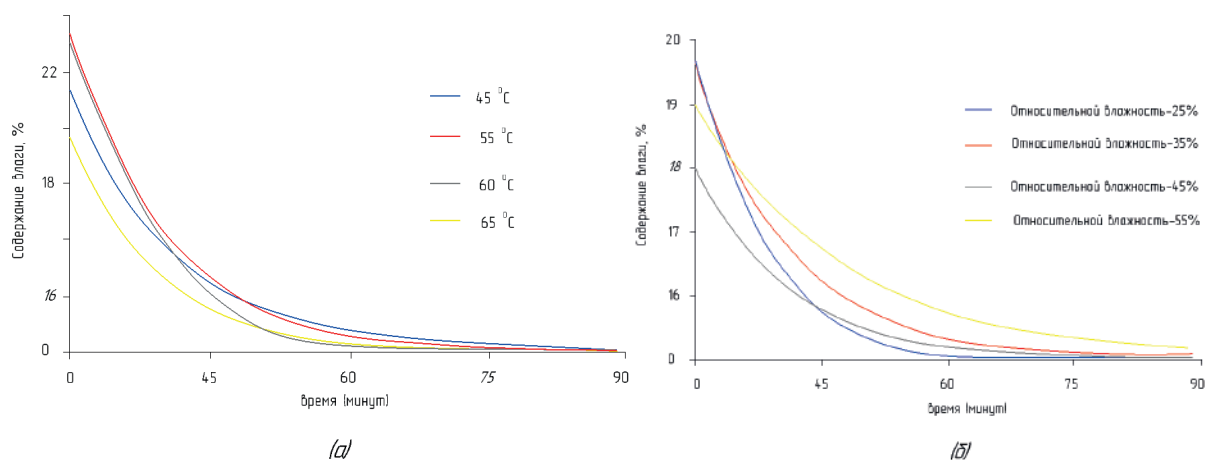 Содержание влаги, %
22
18
16
0
0
45
60
75
90
время (минут)
45 °C
55 °C
60 °C
65 °C
(а)
Содержание влаги, %
20
19
18
17
16
0
0
45
60
75
90
время (минут)
Относительной влажность-25%
Относительной влажность-35%
Относительной влажность-45%
Относительной влажность-55%
(б)